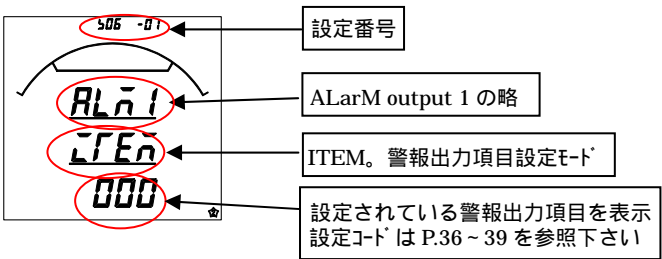 506 -01
設定番号
ALM1
ALarM output 1 の略
ITEM
ITEM。警報出力項目設定ﾓｰﾄﾞ
000
設定されている警報出力項目を表示
設定ｺｰﾄﾞは P.36~39 を参照下さい